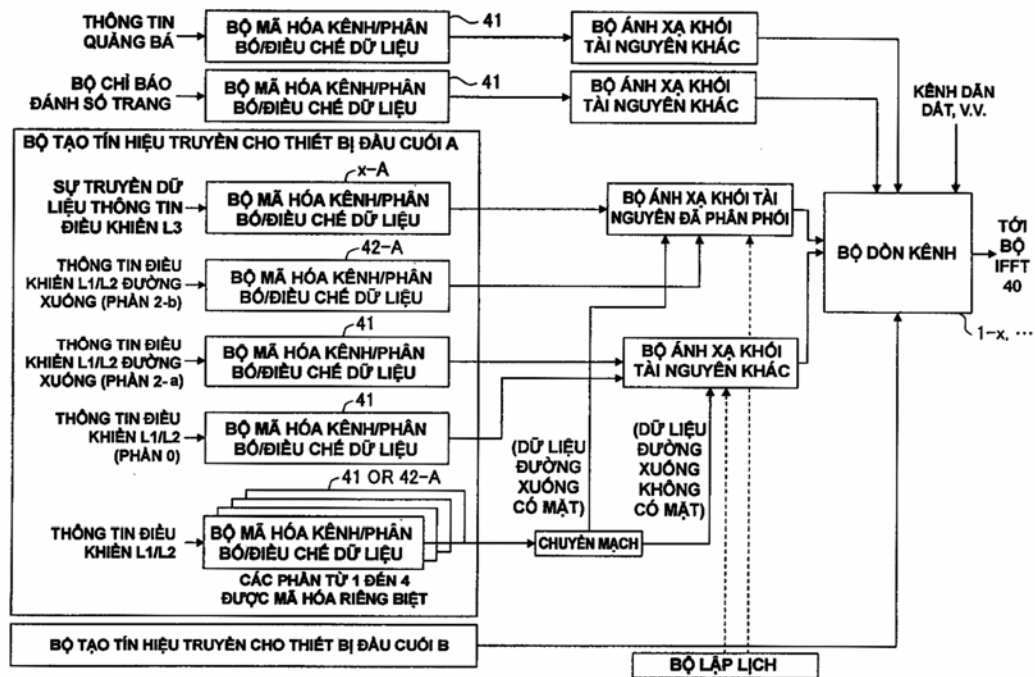 THÔNG TIN
QUẢNG BÁ
BỘ MÃ HÓA KÊNH/PHÂN
BỐ/ĐIỀU CHẾ DỮ LIỆU
41
BỘ ÁNH XẠ KHỐI
TÀI NGUYÊN KHÁC
BỘ CHỈ BÁO
ĐÁNH SỐ TRANG
BỘ MÃ HÓA KÊNH/PHÂN
BỐ/ĐIỀU CHẾ DỮ LIỆU
41
BỘ ÁNH XẠ KHỐI
TÀI NGUYÊN KHÁC
KÊNH DẪN
DẮT, V.V.
BỘ TẠO TÍN HIỆU TRUYỀN CHO THIẾT BỊ ĐẦU CUỐI A
SỰ TRUYỀN DỮ
LIỆU THÔNG TIN
ĐIỀU KHIỂN L3
x-A
BỘ MÃ HÓA KÊNH/PHÂN
BỐ/ĐIỀU CHẾ DỮ LIỆU
BỘ ÁNH XẠ KHỐI TÀI
NGUYÊN ĐÃ PHÂN PHỐI
BỘ DỒN KÊNH
TỚI
BỘ
IFFT
40
1-x, ...
THÔNG TIN ĐIỀU
KHIỂN L1/L2 ĐƯỜNG
XUỐNG (PHẦN 2-b)
42-A
BỘ MÃ HÓA KÊNH/PHÂN
BỐ/ĐIỀU CHẾ DỮ LIỆU
THÔNG TIN ĐIỀU
KHIỂN L1/L2 ĐƯỜNG
XUỐNG (PHẦN 2-a)
41
BỘ MÃ HÓA KÊNH/PHÂN
BỐ/ĐIỀU CHẾ DỮ LIỆU
BỘ ÁNH XẠ KHỐI
TÀI NGUYÊN KHÁC
THÔNG TIN ĐIỀU
KHIỂN L1/L2
(PHẦN 0)
41
BỘ MÃ HÓA KÊNH/PHÂN
BỐ/ĐIỀU CHẾ DỮ LIỆU
(DỮ LIỆU
ĐƯỜNG
XUỐNG
CÓ MẶT)
(DỮ LIỆU
ĐƯỜNG
XUỐNG
KHÔNG
CÓ MẶT)
41 OR 42-A
THÔNG TIN ĐIỀU
KHIỂN L1/L2
BỘ MÃ HÓA KÊNH/PHÂN
BỐ/ĐIỀU CHẾ DỮ LIỆU
CHUYỂN MẠCH
CÁC PHẦN TỪ 1 ĐẾN 4
ĐƯỢC MÃ HÓA RIÊNG BIỆT
BỘ TẠO TÍN HIỆU TRUYỀN CHO THIẾT BỊ ĐẦU CUỐI B
BỘ LẬP LỊCH